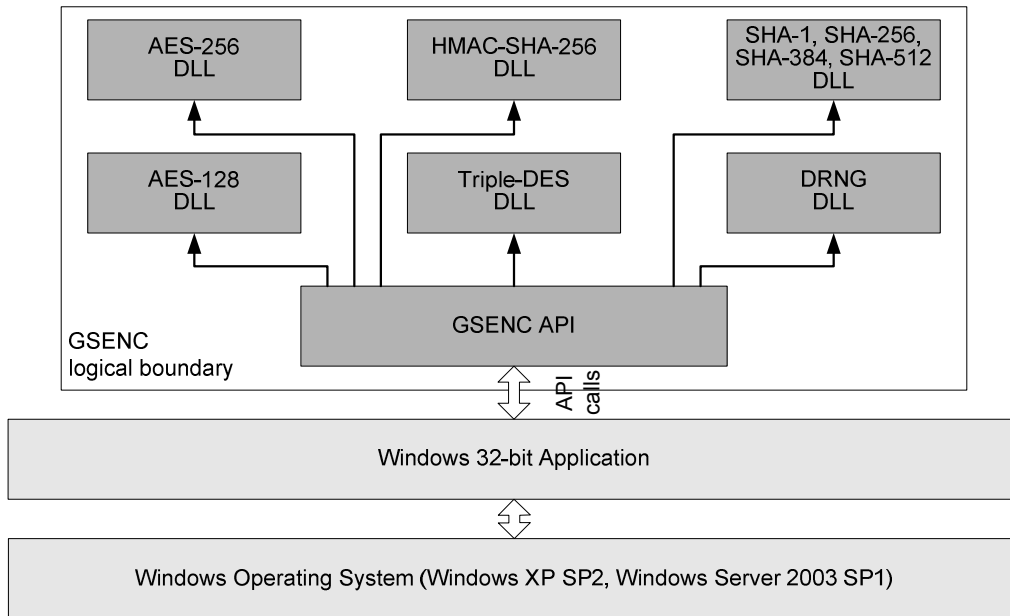 AES-256
DLL
HMAC-SHA-256
DLL
SHA-1, SHA-256,
SHA-384, SHA-512
DLL
AES-128
DLL
Triple-DES
DLL
DRNG
DLL
GSENC API
GSENC
logical boundary
API
calls
Windows 32-bit Application
Windows Operating System (Windows XP SP2, Windows Server 2003 SP1)